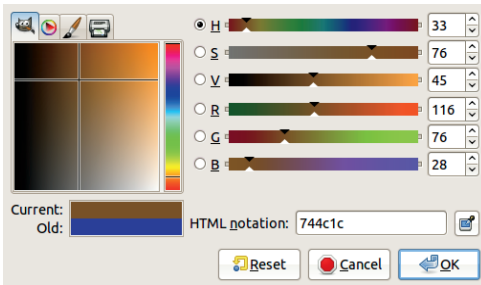 H 33
S 76
V 45
R 116
G 76
B 28
Current:
Old:
HTML notation: 744c1c
Reset Cancel OK